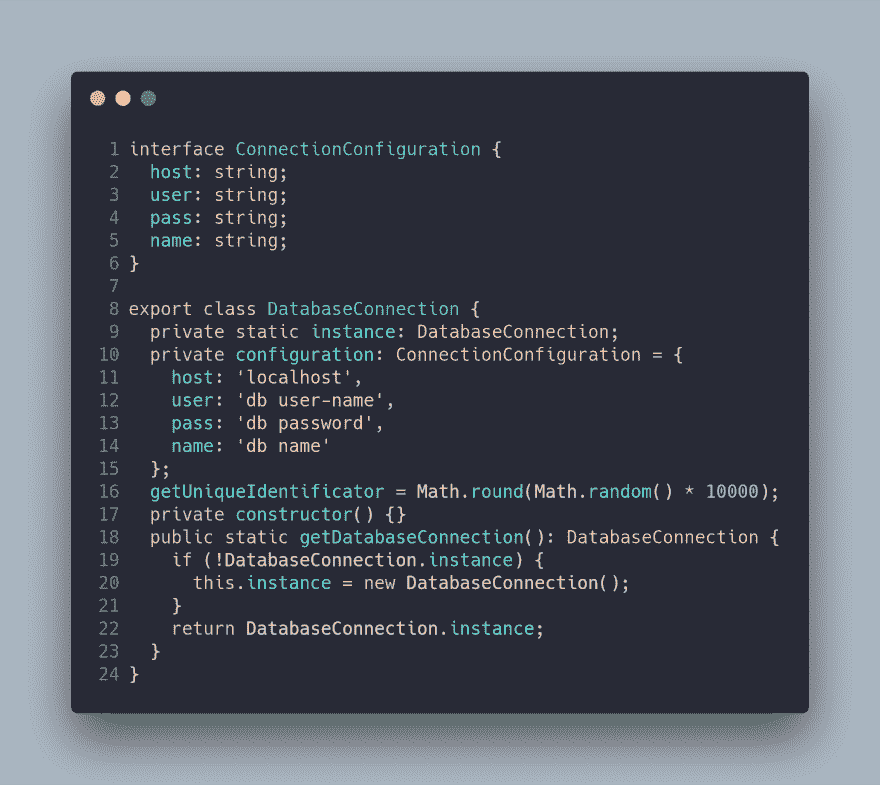 1 interface ConnectionConfiguration {
2   host: string;
3   user: string;
4   pass: string;
5   name: string;
6 }
7
8 export class DatabaseConnection {
9   private static instance: DatabaseConnection;
10   private configuration: ConnectionConfiguration = {
11     host: 'localhost',
12     user: 'db user-name',
13     pass: 'db password',
14     name: 'db name'
15   };
16   getUniqueIdentificator = Math.round(Math.random() * 10000);
17   private constructor() {}
18   public static getDatabaseConnection(): DatabaseConnection {
19     if (!DatabaseConnection.instance) {
20       this.instance = new DatabaseConnection();
21     }
22     return DatabaseConnection.instance;
23   }
24 }